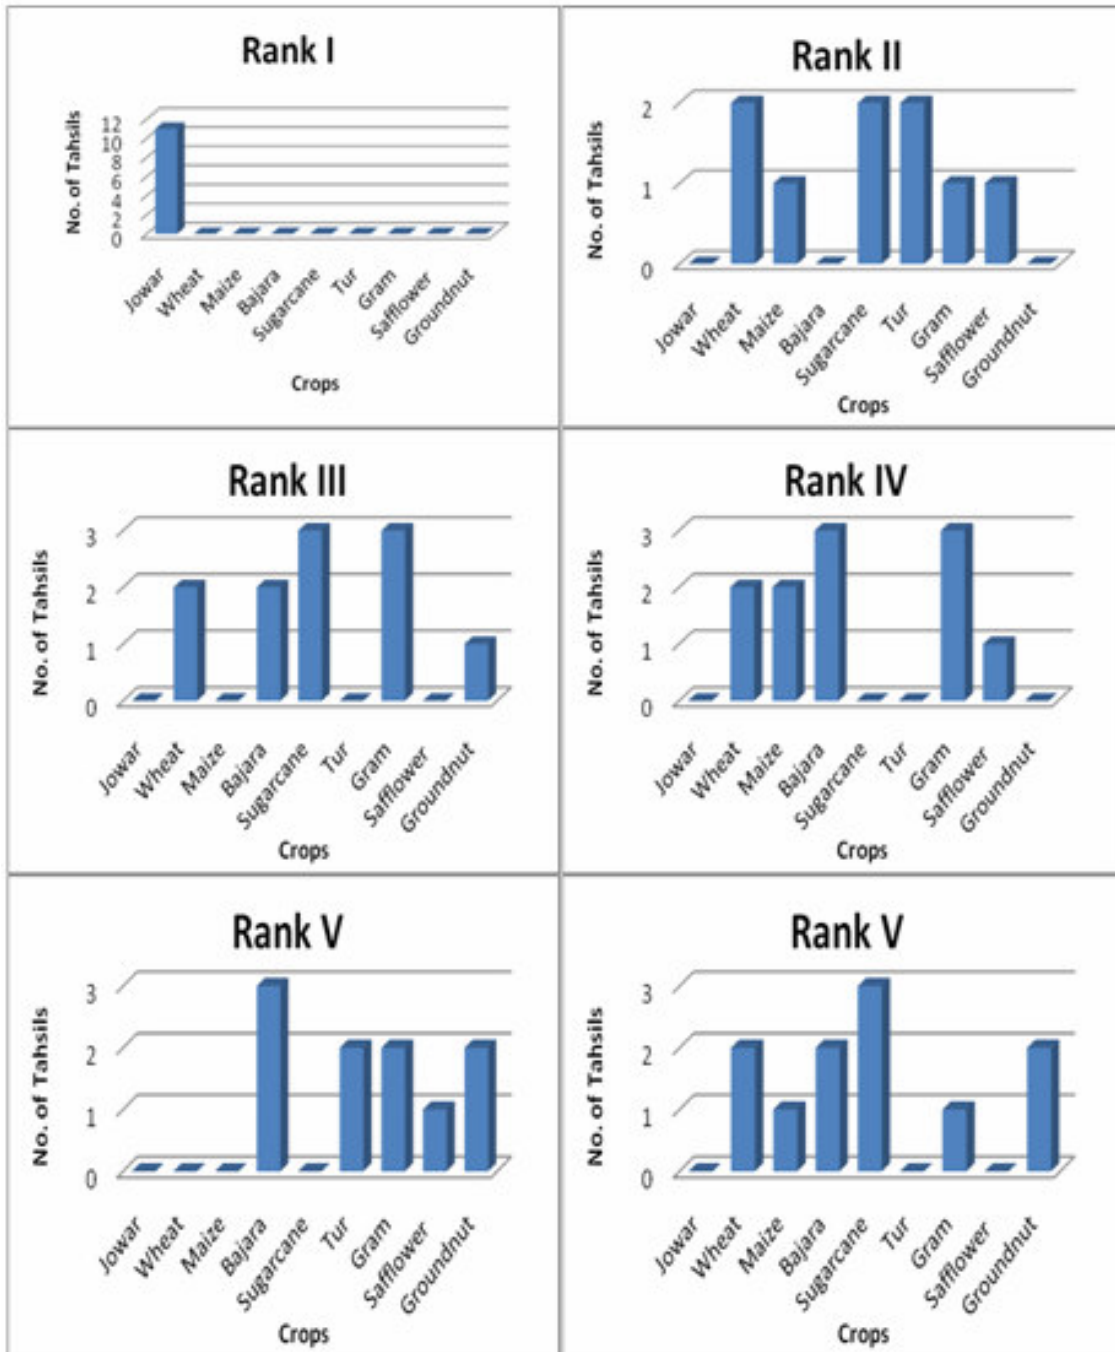 Rank I
No. of Tahsils
12
10
8
6
4
2
0
Jowar
Wheat
Maize
Bajara
Sugarcane
Tur
Gram
Safflower
Groundnut
Crops
Rank II
No. of Tahsils
2
1
0
Jowar
Wheat
Maize
Bajara
Sugarcane
Tur
Gram
Safflower
Groundnut
Crops
Rank III
No. of Tahsils
3
2
1
0
Jowar
Wheat
Maize
Bajara
Sugarcane
Tur
Gram
Safflower
Groundnut
Crops
Rank IV
No. of Tahsils
3
2
1
0
Jowar
Wheat
Maize
Bajara
Sugarcane
Tur
Gram
Safflower
Groundnut
Crops
Rank V
No. of Tahsils
3
2
1
0
Jowar
Wheat
Maize
Bajara
Sugarcane
Tur
Gram
Safflower
Groundnut
Crops
Rank V
No. of Tahsils
3
2
1
0
Jowar
Wheat
Maize
Bajara
Sugarcane
Tur
Gram
Safflower
Groundnut
Crops